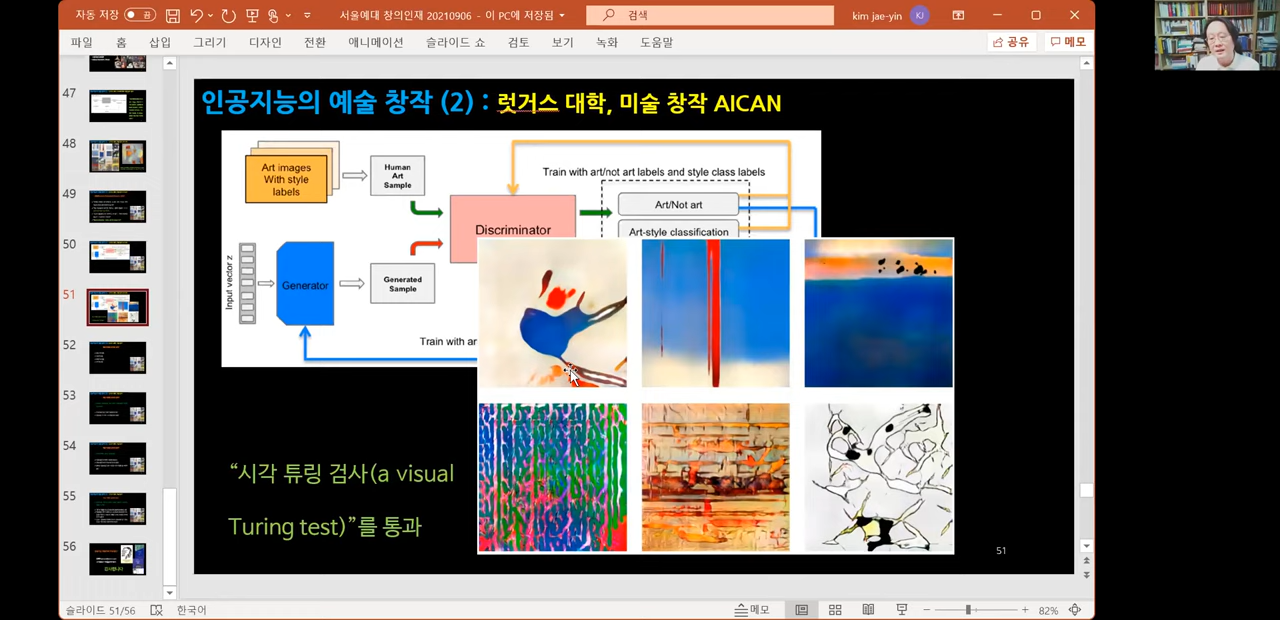 자동 저장 끔
서울예대 창의인재 20210906 - 이 PC에 저장됨
검색
kim jae-yin
KJ
파일 홈 삽입 그리기 디자인 전환 애니메이션 슬라이드 쇼 검토 보기 녹화 도움말
공유
메모
47
48
49
50
51
52
53
54
55
56
인공지능의 예술 창작 (2) : 럿거스 대학, 미술 창작 AICAN
Art images
With style
labels
Human
Art
Sample
Train with art/not art labels and style class labels
Art/Not art
Discriminator
Art-style classification
Input vector z
Generator
Generated
Sample
Train with ar
“시각 튜링 검사(a visual
Turing test)”를 통과
51
슬라이드 51/56
한국어
메모
82%